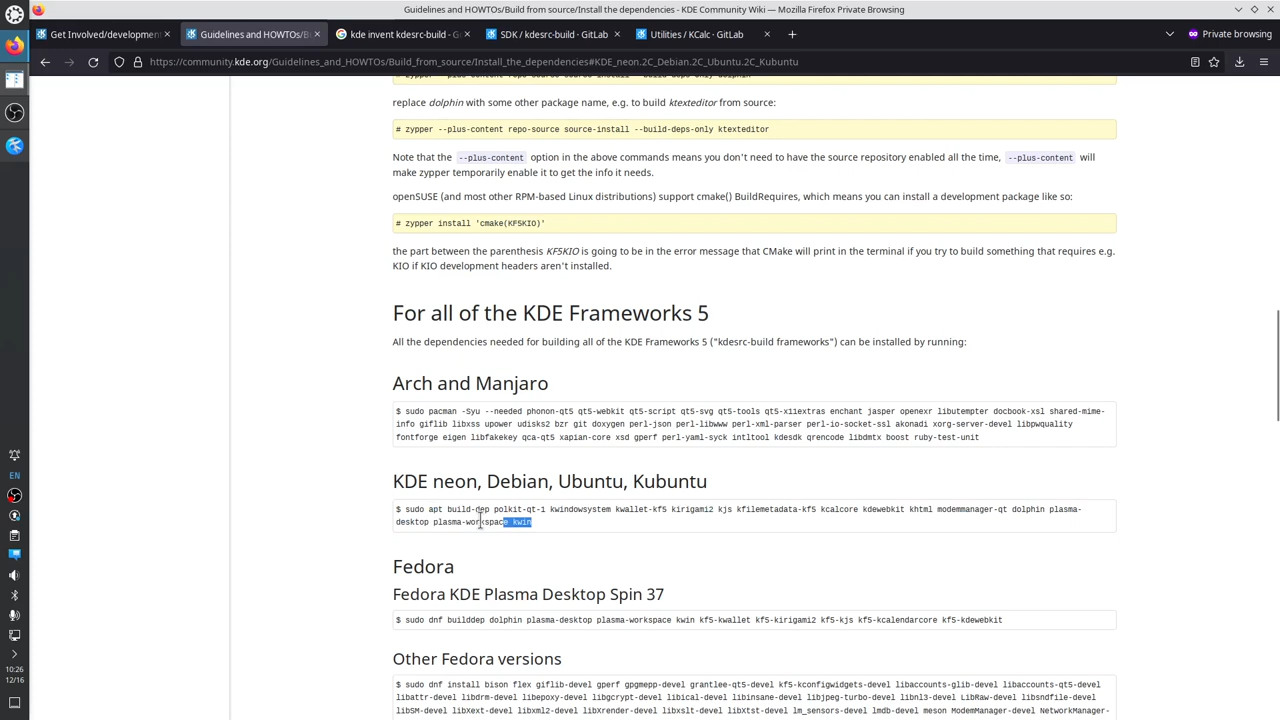 Guidelines and HOWTOs/Build from source/Install the dependencies - KDE Community Wiki — Mozilla Firefox Private Browsing
Get Involved/development
Guidelines and HOWTOs/B
kde invent kdesrc-build - G
SDK / kdesrc-build · GitLab
Utilities / KCalc · GitLab
Private browsing
https://community.kde.org/Guidelines_and_HOWTOs/Build_from_source/Install_the_dependencies#KDE_neon.2C_Debian.2C_Ubuntu.2C_Kubuntu
replace dolphin with some other package name, e.g. to build ktexteditor from source:
# zypper --plus-content repo-source source-install --build-deps-only ktexteditor
Note that the --plus-content option in the above commands means you don't need to have the source repository enabled all the time, --plus-content will
make zypper temporarily enable it to get the info it needs.
openSUSE (and most other RPM-based Linux distributions) support cmake() BuildRequires, which means you can install a development package like so:
# zypper install 'cmake(KF5KIO)'
the part between the parenthesis KF5KIO is going to be in the error message that CMake will print in the terminal if you try to build something that requires e.g.
KIO if KIO development headers aren't installed.
For all of the KDE Frameworks 5
All the dependencies needed for building all of the KDE Frameworks 5 ("kdesrc-build frameworks") can be installed by running:
Arch and Manjaro
$ sudo pacman -Syu --needed phonon-qt5 qt5-webkit qt5-script qt5-svg qt5-tools qt5-x11extras enchant jasper openexr libutempter docbook-xsl shared-mime-
info giflib libxss upower udisks2 bzr git doxygen perl-json perl-libwww perl-xml-parser perl-io-socket-ssl akonadi xorg-server-devel libpwquality
fontforge eigen libfakekey qca-qt5 xapian-core xsd gperf perl-yaml-syck intltool kdesdk qrencode libdmtx boost ruby-test-unit
KDE neon, Debian, Ubuntu, Kubuntu
$ sudo apt build-dep polkit-qt-1 kwindowsystem kwallet-kf5 kirigami2 kjs kfilemetadata-kf5 kcalcore kdewebkit khtml modemmanager-qt dolphin plasma-
desktop plasma-workspace kwin
Fedora
Fedora KDE Plasma Desktop Spin 37
$ sudo dnf builddep dolphin plasma-desktop plasma-workspace kwin kf5-kwallet kf5-kirigami2 kf5-kjs kf5-kcalendarcore kf5-kdewebkit
Other Fedora versions
$ sudo dnf install bison flex giflib-devel gperf gpgmepp-devel grantlee-qt5-devel kf5-kconfigwidgets-devel libaccounts-glib-devel libaccounts-qt5-devel
libattr-devel libdrm-devel libepoxy-devel libgcrypt-devel libical-devel libinsane-devel libjpeg-turbo-devel libnl3-devel LibRaw-devel libsndfile-devel
libSM-devel libXext-devel libxml2-devel libXrender-devel libxslt-devel libXtst-devel lm_sensors-devel lmdb-devel meson ModemManager-devel NetworkManager-
EN
10:26
12/16